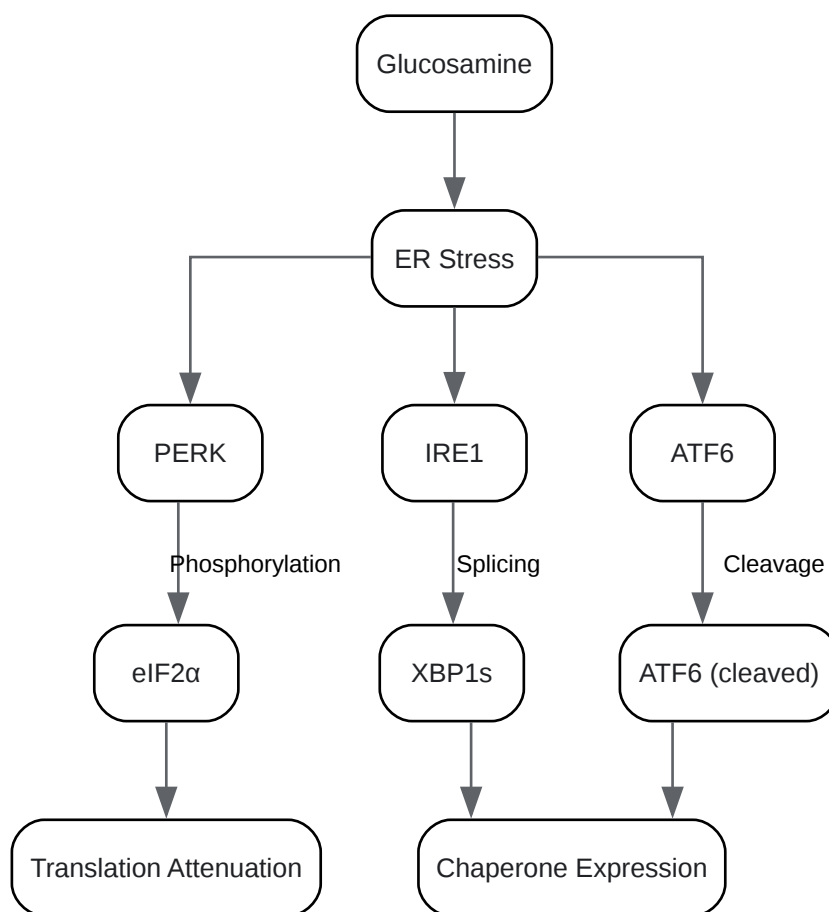 Glucosamine
ER Stress
PERK
IRE1
ATF6
Phosphorylation
Splicing
Cleavage
eIF2α
XBP1s
ATF6 (cleaved)
Translation Attenuation
Chaperone Expression